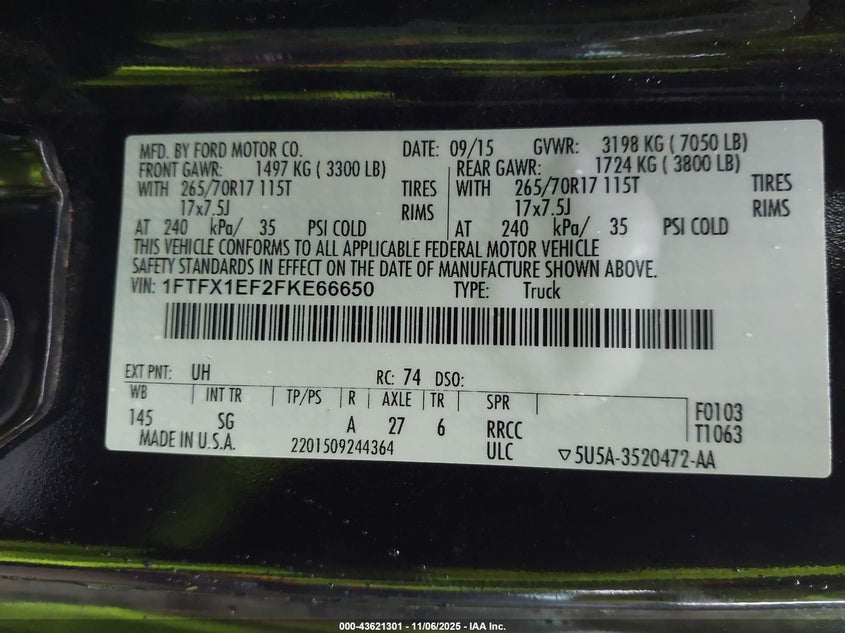 MFD. BY FORD MOTOR CO. DATE: 09/15 GVWR: 3198 KG ( 7050 LB)
FRONT GAWR: 1497 KG ( 3300 LB) REAR GAWR: 1724 KG ( 3800 LB)
WITH 265/70R17 115T TIRES WITH 265/70R17 115T TIRES
17x7.5J RIMS 17x7.5J RIMS
AT 240 kPa/ 35 PSI COLD AT 240 kPa/ 35 PSI COLD
THIS VEHICLE CONFORMS TO ALL APPLICABLE FEDERAL MOTOR VEHICLE
SAFETY STANDARDS IN EFFECT ON THE DATE OF MANUFACTURE SHOWN ABOVE.
VIN: 1FTFX1EF2FKE66650 TYPE: Truck
EXT PNT: UH RC: 74 DSO:
WB INT TR TP/PS R AXLE TR SPR F0103
145 SG A 27 6 RRCC T1063
MADE IN U.S.A. 2201509244364 ULC ▽5U5A-3520472-AA
000-43621301 - 11/06/2025 - IAA Inc.